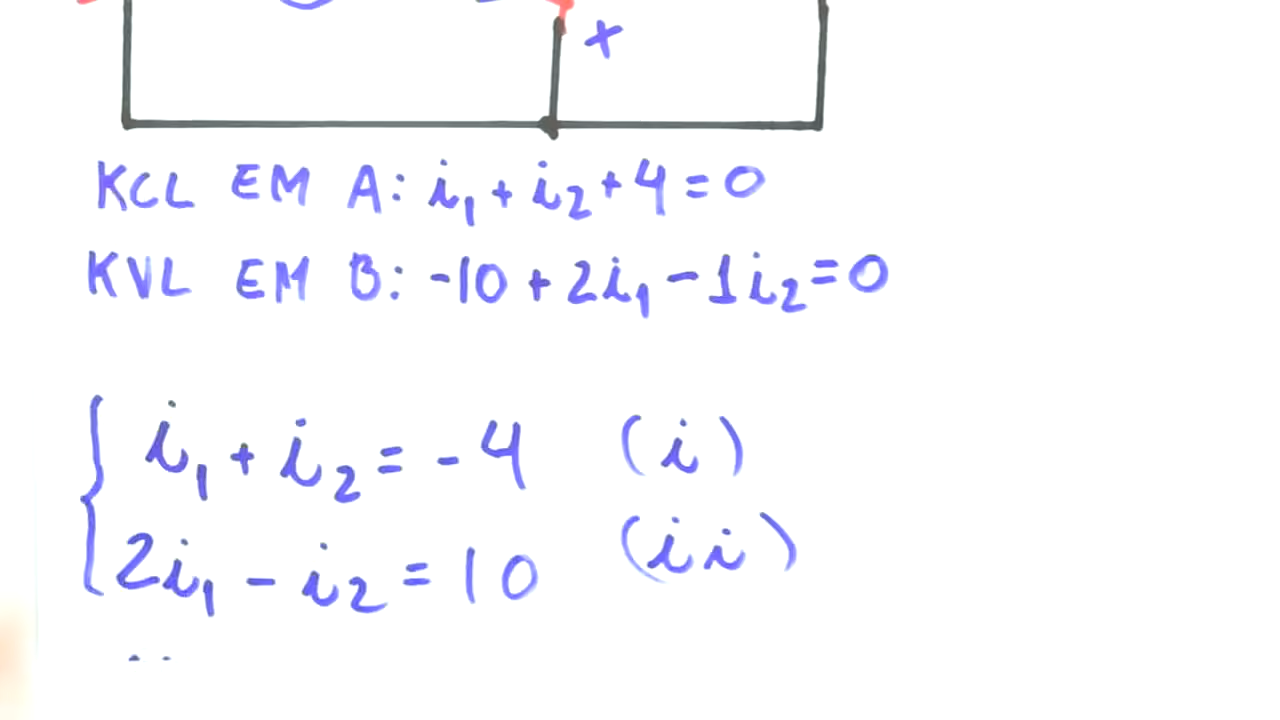 +
KCL EM A: i₁ + i₂ + 4 = 0
KVL EM B: -10 + 2i₁ - 1i₂ = 0
i₁ + i₂ = -4 (i)
2i₁ - i₂ = 10 (ii)